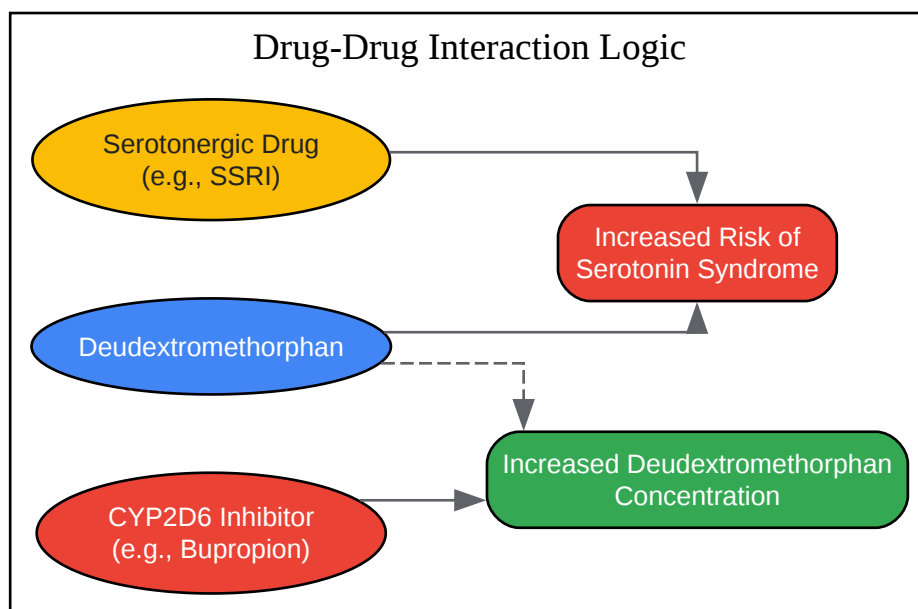 Drug-Drug Interaction Logic
Serotonergic Drug
(e.g., SSRI)
Increased Risk of
Serotonin Syndrome
Deudextromethorphan
Increased Deudextromethorphan
Concentration
CYP2D6 Inhibitor
(e.g., Bupropion)